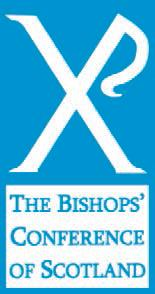 THE BISHOPS'
CONFERENCE
OF SCOTLAND